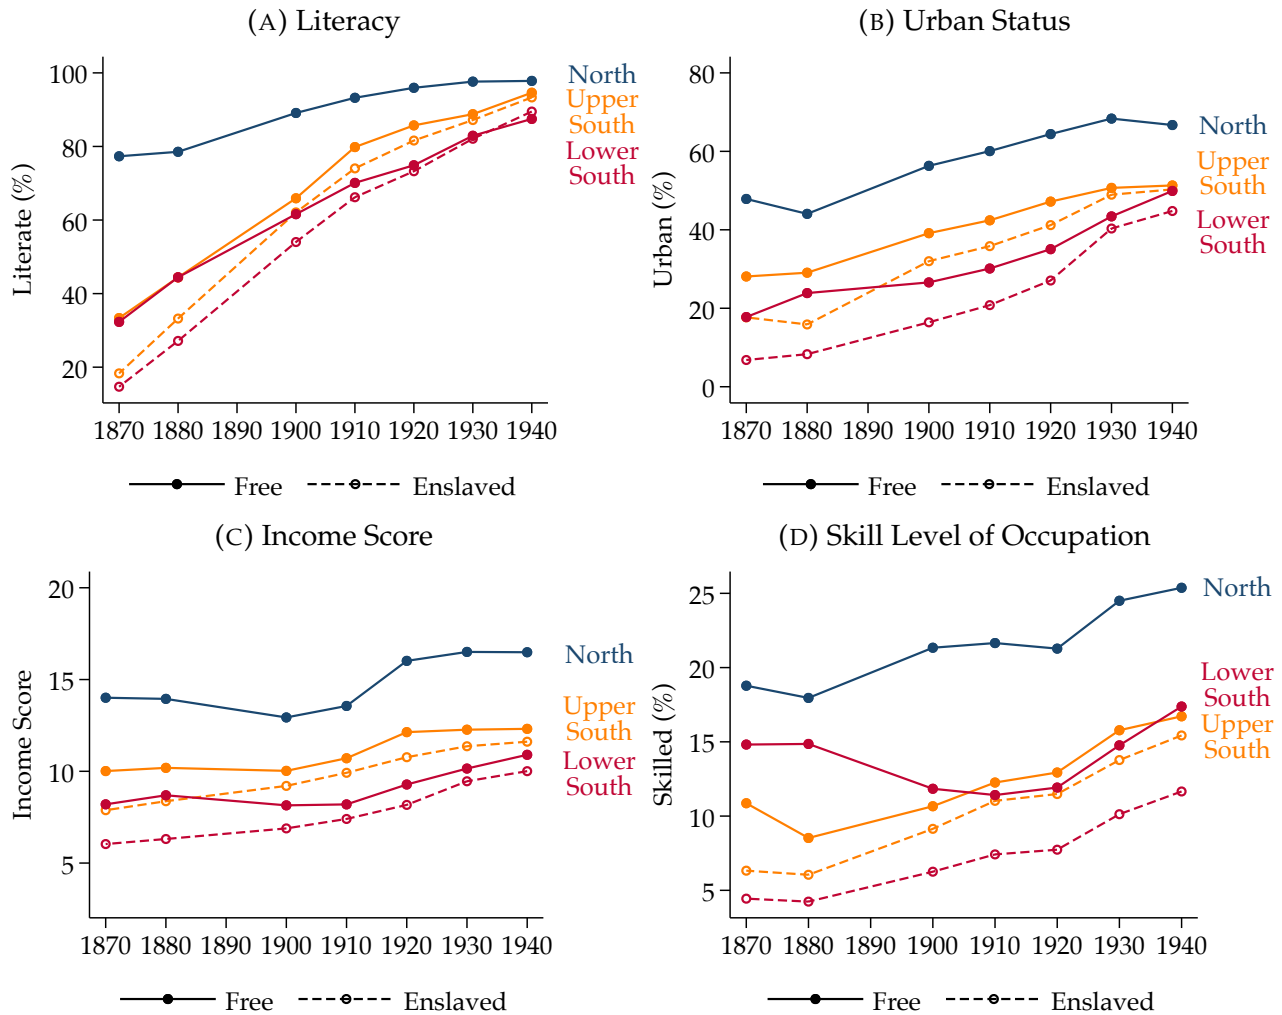 (A) Literacy
Literate (%)
100
80
60
40
20
1870 1880 1890 1900 1910 1920 1930 1940
North
Upper
South
Lower
South
Free
Enslaved
(B) Urban Status
Urban (%)
80
60
40
20
0
1870 1880 1890 1900 1910 1920 1930 1940
North
Upper
South
Lower
South
Free
Enslaved
(C) Income Score
Income Score
20
15
10
5
1870 1880 1890 1900 1910 1920 1930 1940
North
Upper
South
Lower
South
Free
Enslaved
(D) Skill Level of Occupation
Skilled (%)
25
20
15
10
5
1870 1880 1890 1900 1910 1920 1930 1940
North
Lower
South
Upper
South
Free
Enslaved